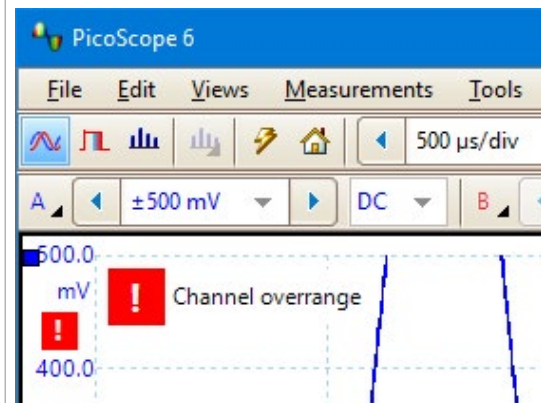 PicoScope 6
File Edit Views Measurements Tools
500 µs/div
A ±500 mV DC B
500.0
mV ! Channel overrange
!
400.0